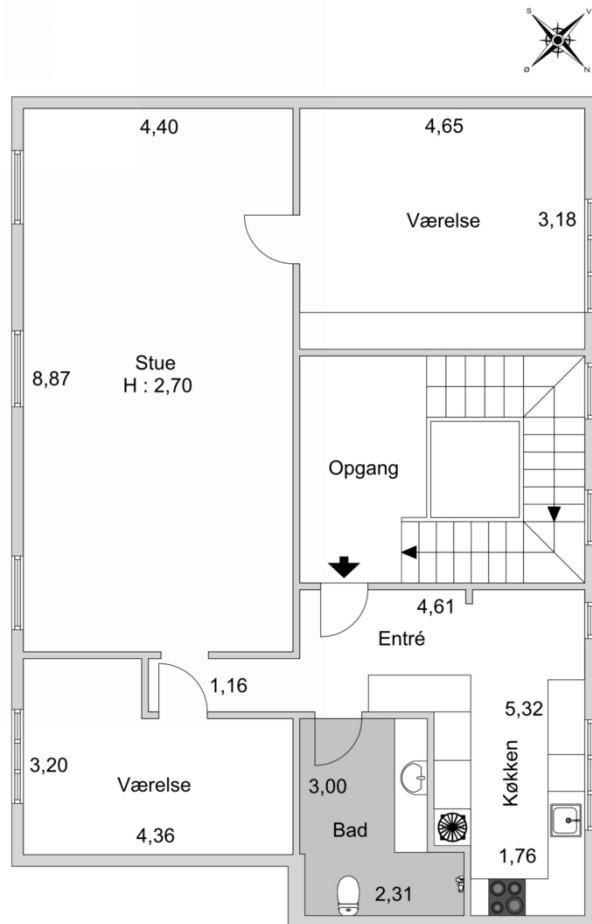 S
V
Ø
N
4,40
4,65
Værelse
3,18
8,87
Stue
H : 2,70
Opgang
4,61
Entré
1,16
5,32
3,20
Værelse
3,00
Køkken
Bad
4,36
1,76
2,31